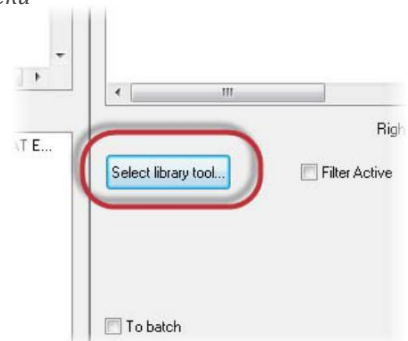 Righ
AT E...
Select library tool...
Filter Active
To batch